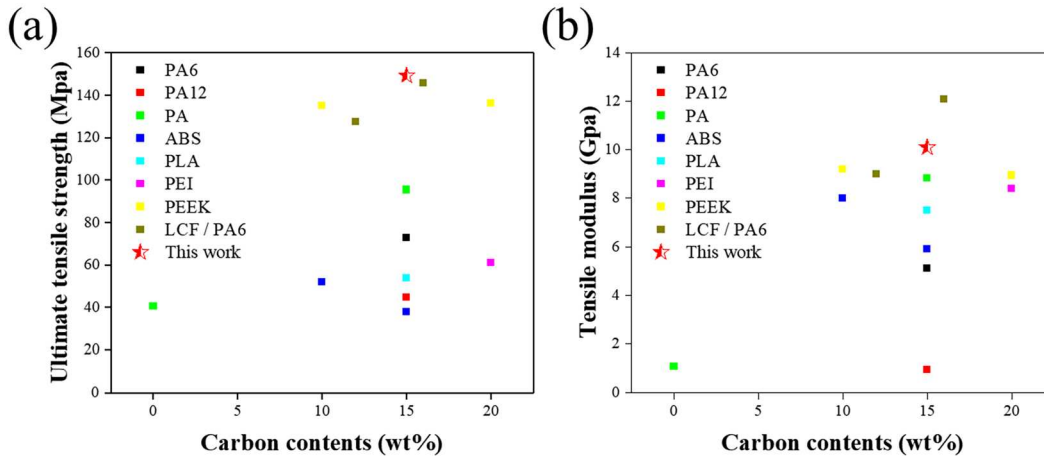 (a)
Ultimate tensile strength (Mpa)
160
140
120
100
80
60
40
20
0
PA6
PA12
PA
ABS
PLA
PEI
PEEK
LCF / PA6
This work
0 5 10 15 20
Carbon contents (wt%)
(b)
Tensile modulus (Gpa)
14
12
10
8
6
4
2
0
PA6
PA12
PA
ABS
PLA
PEI
PEEK
LCF / PA6
This work
0 5 10 15 20
Carbon contents (wt%)